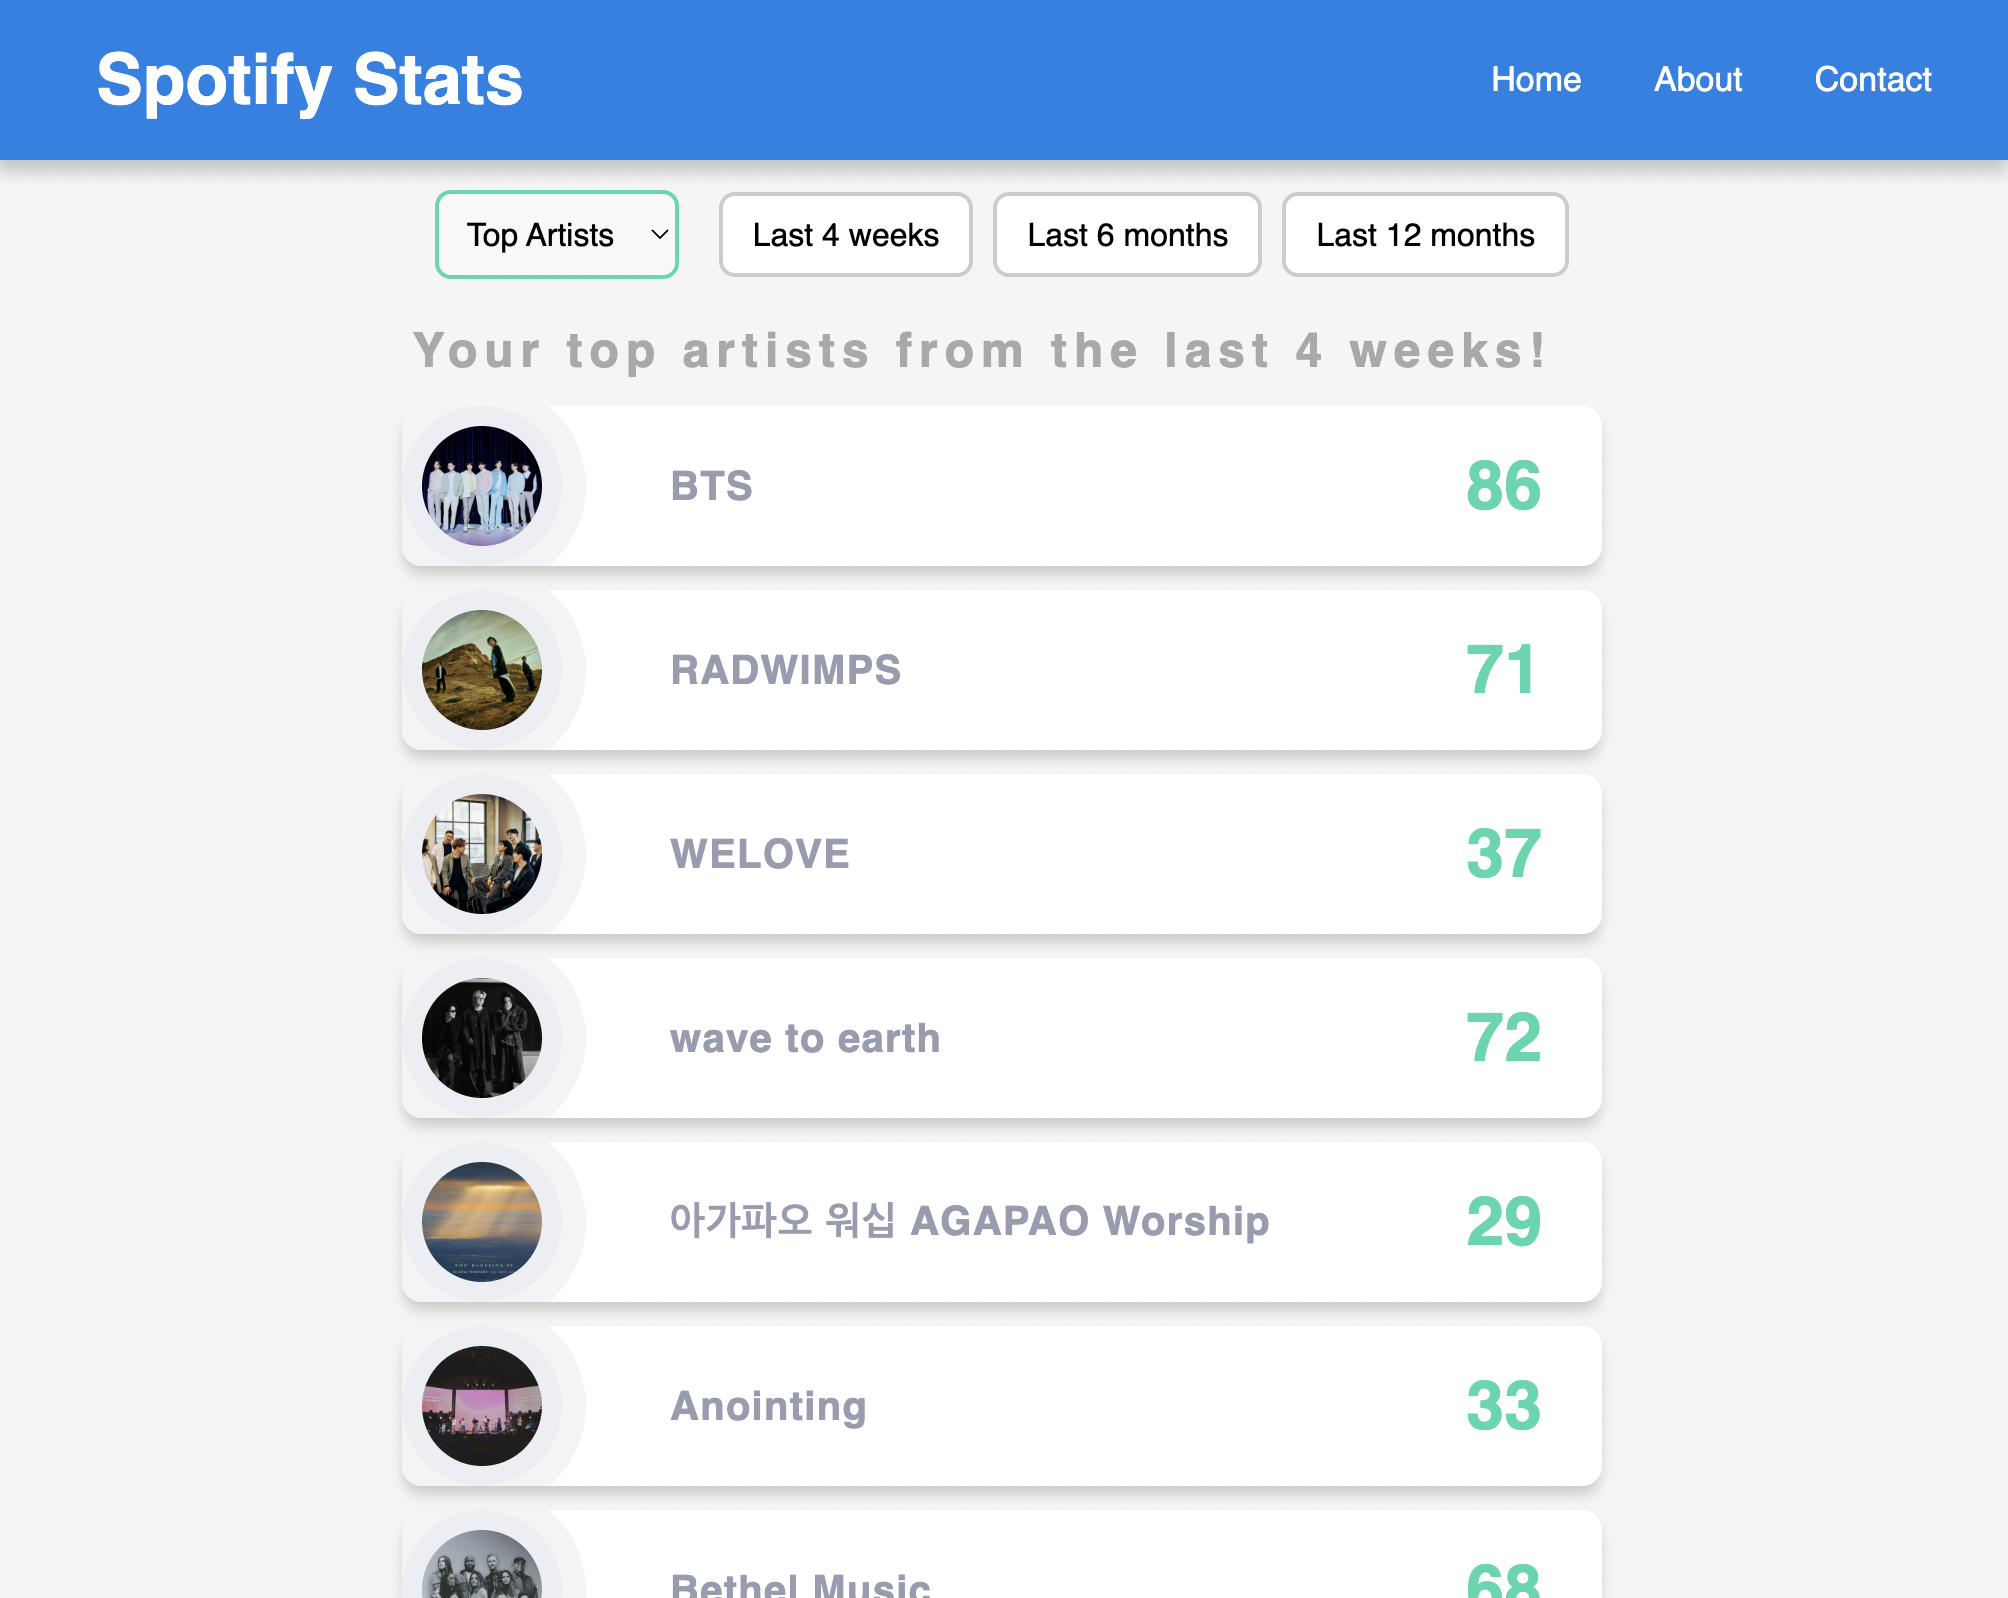 Spotify Stats
Home About Contact
Top Artists Last 4 weeks Last 6 months Last 12 months
Your top artists from the last 4 weeks!
BTS 86
RADWIMPS 71
WELOVE 37
wave to earth 72
아가파오 워십 AGAPAO Worship 29
Anointing 33
Bethel Music 68